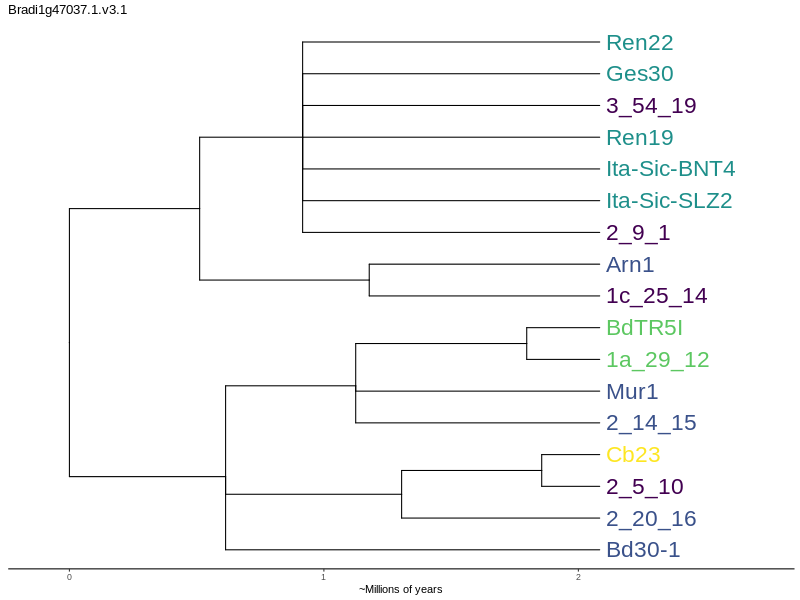 Bradi1g47037.1.v3.1
Ren22
Ges30
3_54_19
Ren19
Ita-Sic-BNT4
Ita-Sic-SLZ2
2_9_1
Arn1
1c_25_14
BdTR5I
1a_29_12
Mur1
2_14_15
Cb23
2_5_10
2_20_16
Bd30-1
0 1 2
~Millions of years